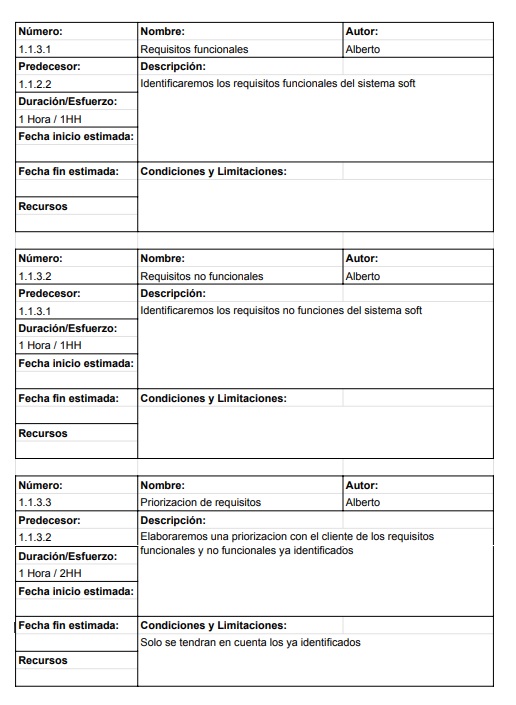 Número: Nombre: Autor:
1.1.3.1 Requisitos funcionales Alberto
Predecesor: Descripción:
1.1.2.2 Identificaremos los requisitos funcionales del sistema soft
Duración/Esfuerzo:
1 Hora / 1HH
Fecha inicio estimada:
Fecha fin estimada: Condiciones y Limitaciones:
Recursos
Número: Nombre: Autor:
1.1.3.2 Requisitos no funcionales Alberto
Predecesor: Descripción:
1.1.3.1 Identificaremos los requisitos no funciones del sistema soft
Duración/Esfuerzo:
1 Hora / 1HH
Fecha inicio estimada:
Fecha fin estimada: Condiciones y Limitaciones:
Recursos
Número: Nombre: Autor:
1.1.3.3 Priorizacion de requisitos Alberto
Predecesor: Descripción:
1.1.3.2 Elaboraremos una priorizacion con el cliente de los requisitos
funcionales y no funcionales ya identificados
Duración/Esfuerzo:
1 Hora / 2HH
Fecha inicio estimada:
Fecha fin estimada: Condiciones y Limitaciones:
Solo se tendran en cuenta los ya identificados
Recursos